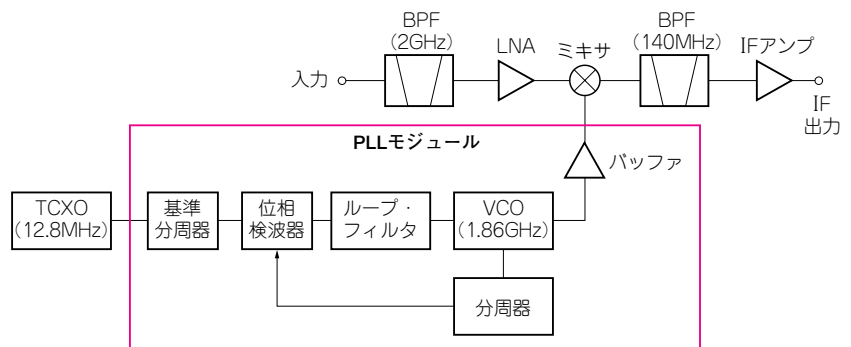 BPF
(2GHz)
LNA
ミキサ
BPF
(140MHz)
IFアンプ
入力
IF
出力
PLLモジュール
バッファ
TCXO
(12.8MHz)
基準
分周器
位相
検波器
ループ・
フィルタ
VCO
(1.86GHz)
分周器